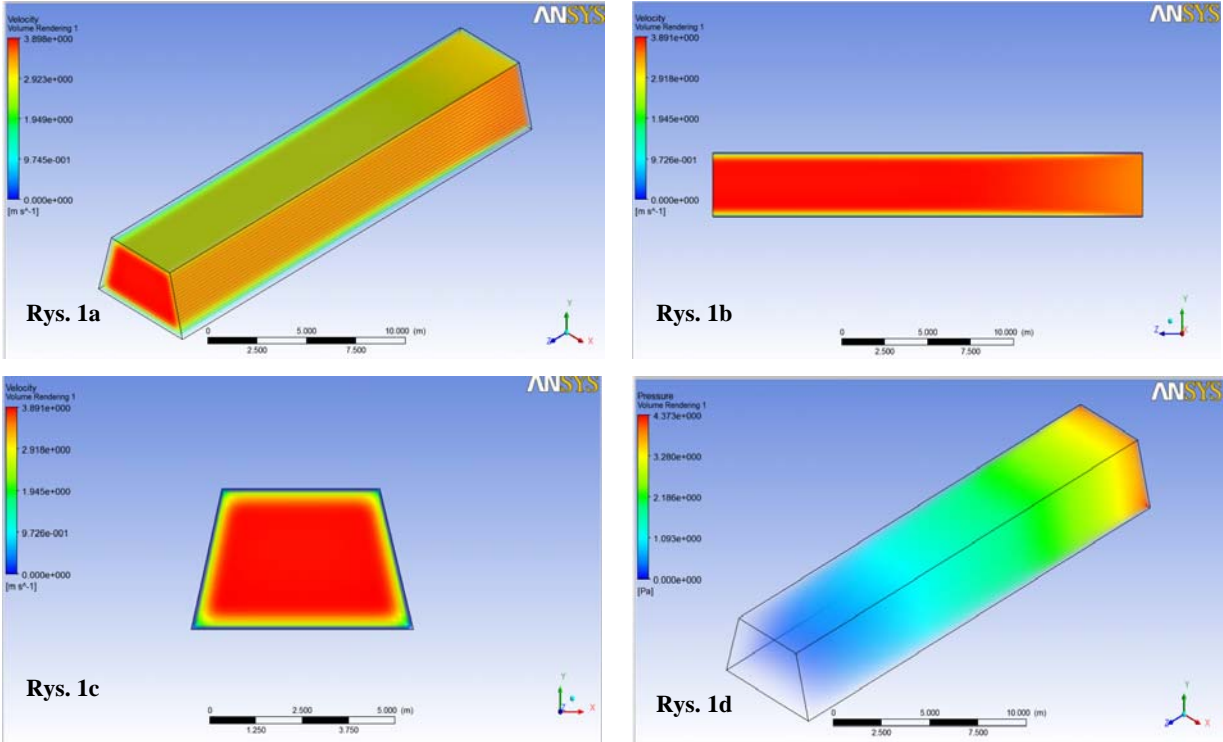 ANSYS
Velocity
Volume Rendering 1
3.898e+000
2.923e+000
1.949e+000
9.745e-001
0.000e+000
[m s^-1]
Rys. 1a
0 5.000 10.000 (m)
2.500 7.500
Y
Z X
ANSYS
Velocity
Volume Rendering 1
3.891e+000
2.918e+000
1.945e+000
9.726e-001
0.000e+000
[m s^-1]
Rys. 1b
0 5.000 10.000 (m)
2.500 7.500
Y
Z X
ANSYS
Velocity
Volume Rendering 1
3.891e+000
2.918e+000
1.945e+000
9.726e-001
0.000e+000
[m s^-1]
Rys. 1c
0 2.500 5.000 (m)
1.250 3.750
Y
Z X
ANSYS
Pressure
Volume Rendering 1
4.373e+000
3.280e+000
2.186e+000
1.093e+000
0.000e+000
[Pa]
Rys. 1d
0 5.000 10.000 (m)
2.500 7.500
Y
Z X